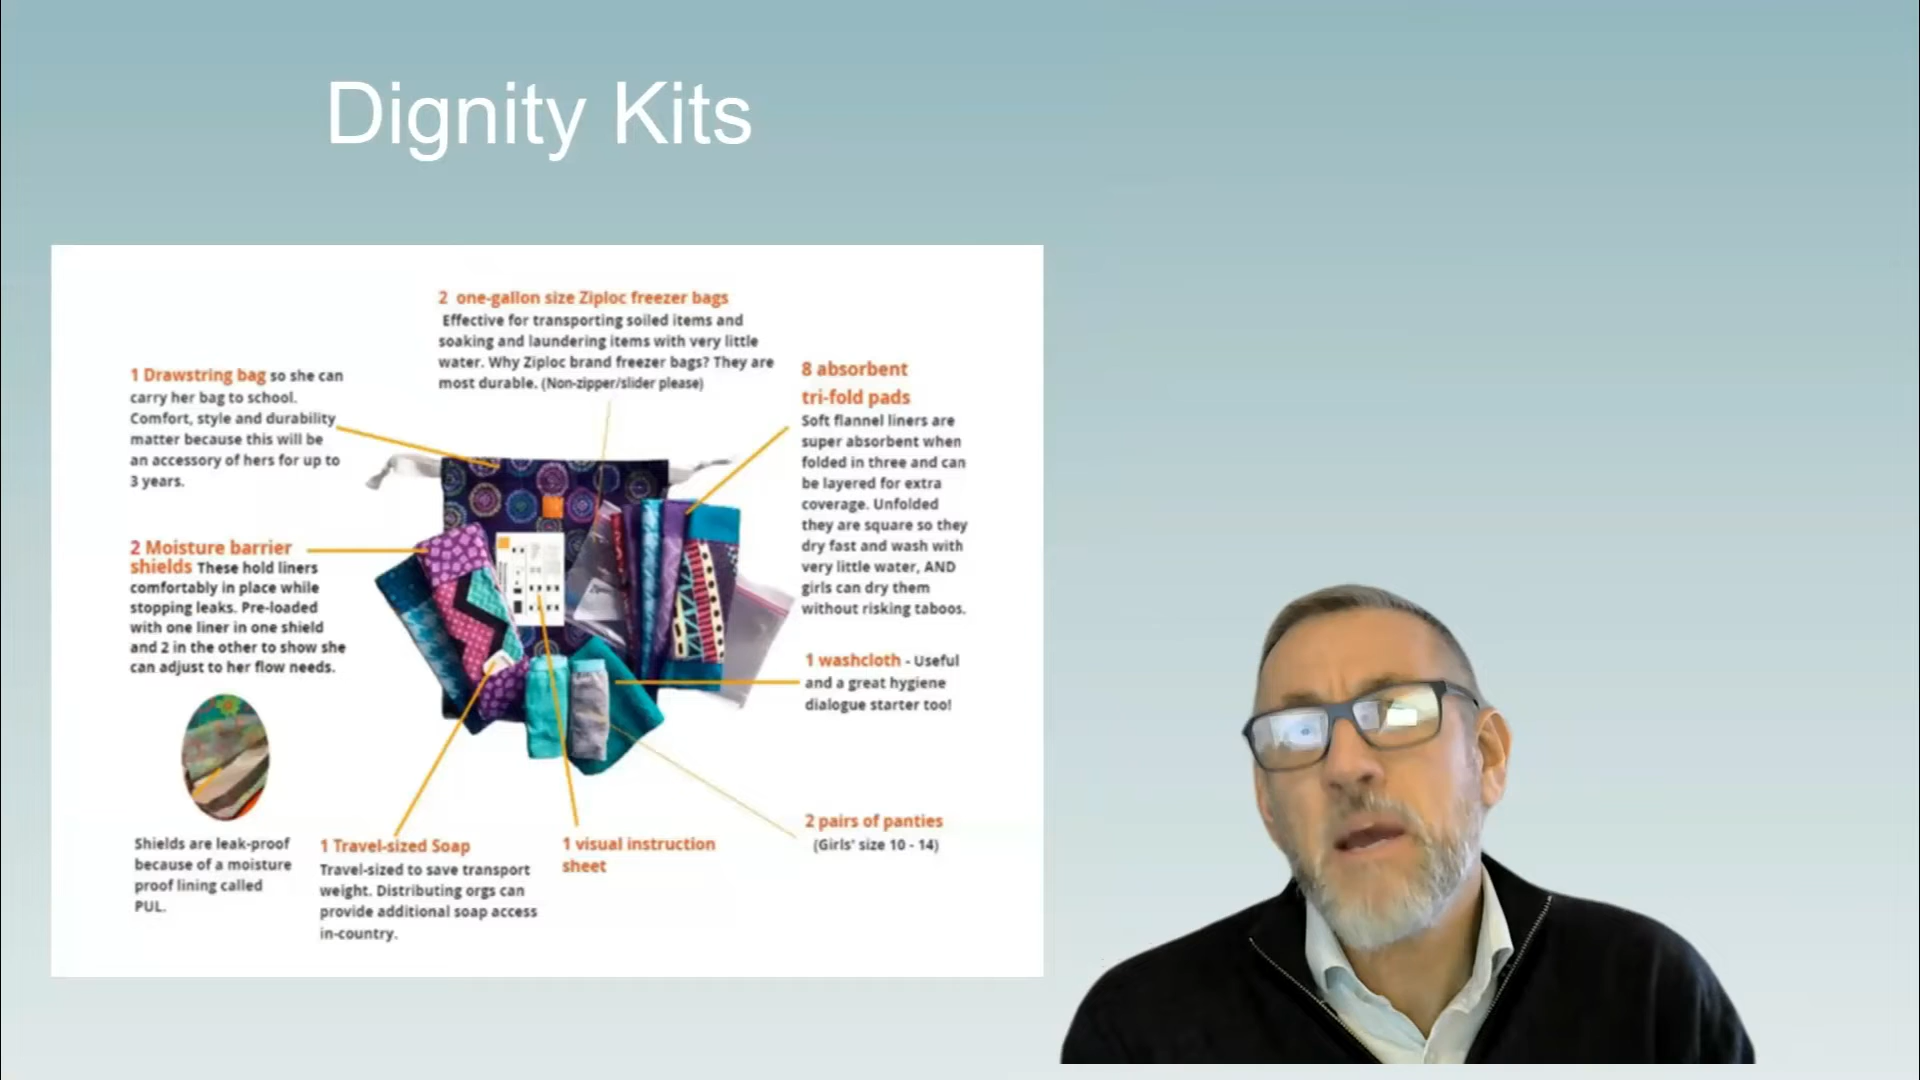 Dignity Kits
2 one-gallon size Ziploc freezer bags
Effective for transporting soiled items and
soaking and laundering items with very little
water. Why Ziploc brand freezer bags? They are
most durable. (Non-zipper/slider please)
1 Drawstring bag so she can
carry her bag to school.
Comfort, style and durability
matter because this will be
an accessory of hers for up to
3 years.
8 absorbent
tri-fold pads
Soft flannel liners are
super absorbent when
folded in three and can
be layered for extra
coverage. Unfolded
they are square so they
dry fast and wash with
very little water, AND
girls can dry them
without risking taboos.
2 Moisture barrier
shields These hold liners
comfortably in place while
stopping leaks. Pre-loaded
with one liner in one shield
and 2 in the other to show she
can adjust to her flow needs.
1 washcloth - Useful
and a great hygiene
dialogue starter too!
2 pairs of panties
(Girls' size 10 - 14)
Shields are leak-proof
because of a moisture
proof lining called
PUL.
1 Travel-sized Soap
Travel-sized to save transport
weight. Distributing orgs can
provide additional soap access
in-country.
1 visual instruction
sheet